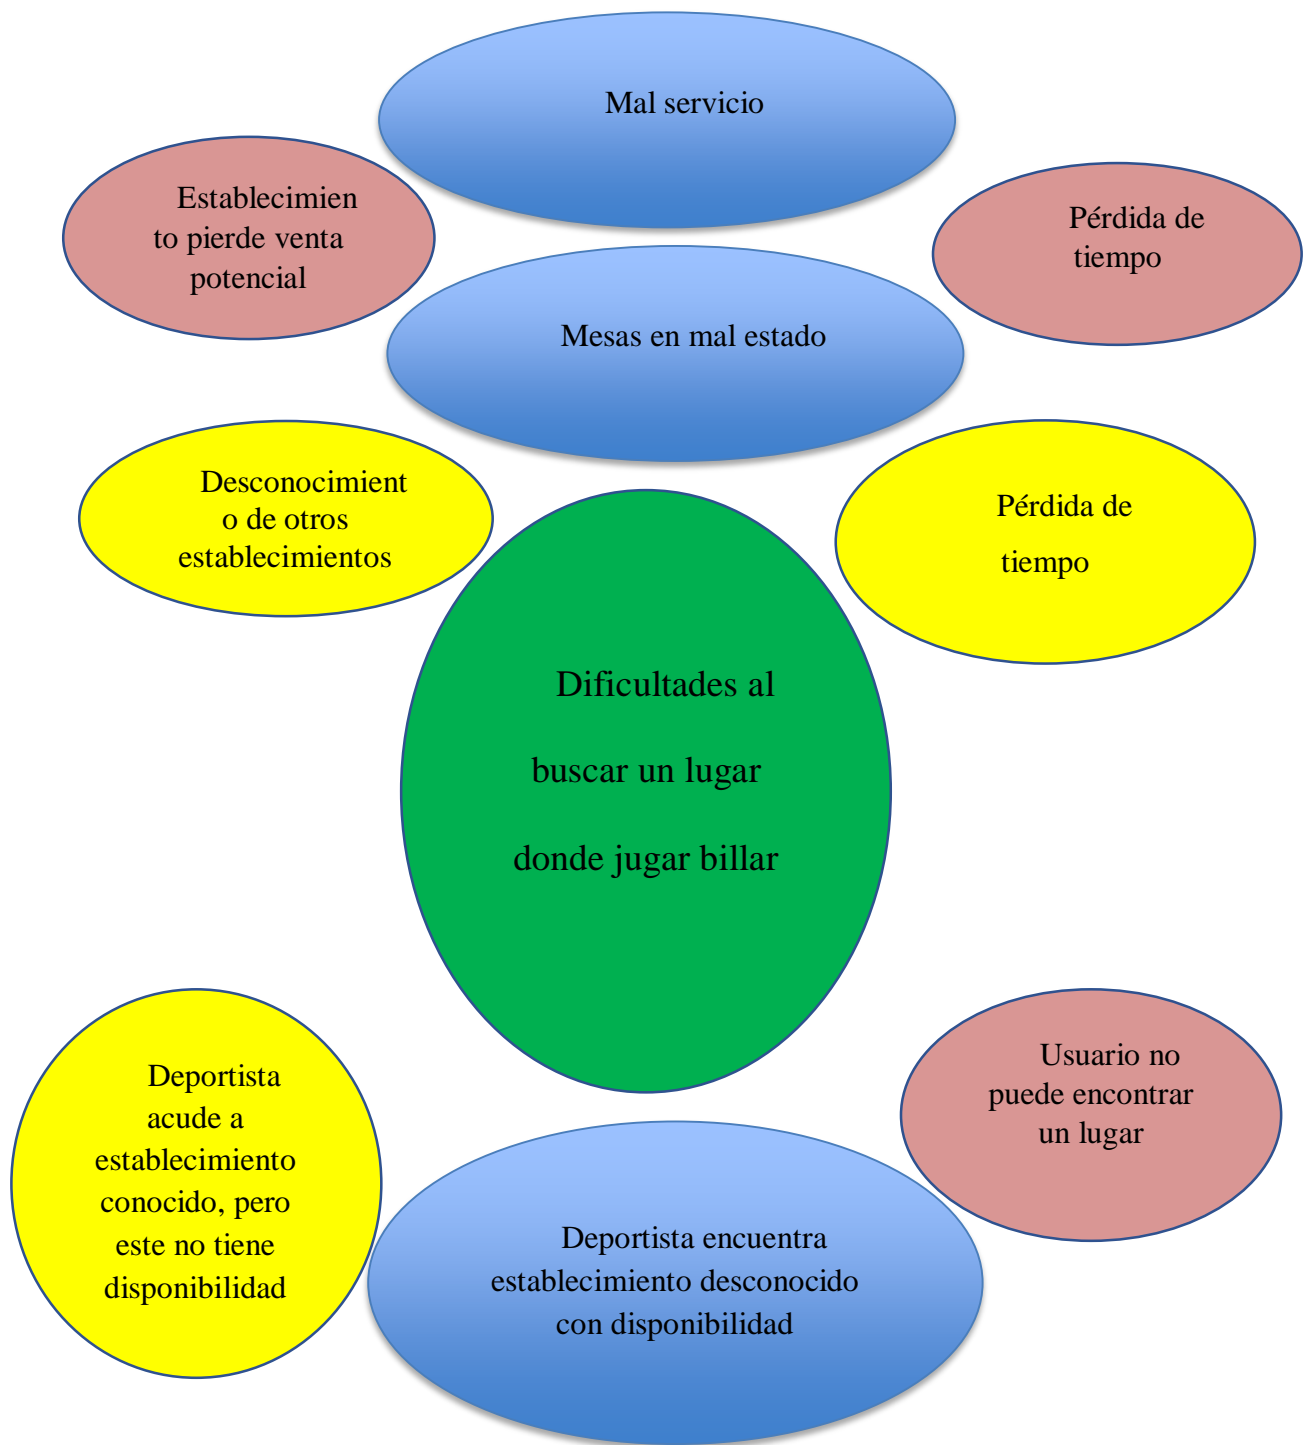 Mal servicio
Establecimien
to pierde venta
potencial
Pérdida de
tiempo
Mesas en mal estado
Desconocimient
o de otros
establecimientos
Pérdida de
tiempo
Dificultades al
buscar un lugar
donde jugar billar
Deportista
acude a
establecimiento
conocido, pero
este no tiene
disponibilidad
Usuario no
puede encontrar
un lugar
Deportista encuentra
establecimiento desconocido
con disponibilidad